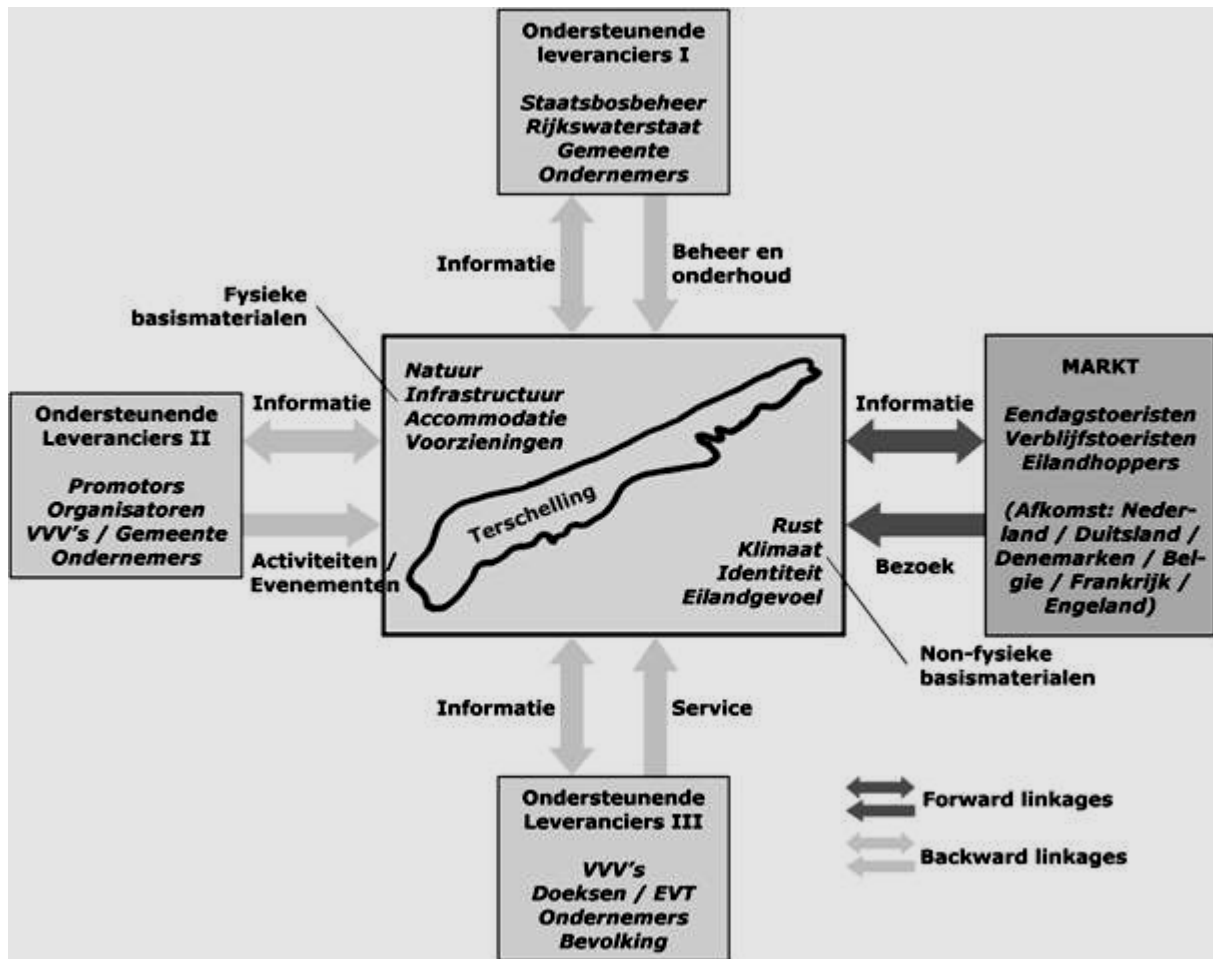 Ondersteunende
leveranciers I
Staatsbosbeheer
Rijkswaterstaat
Gemeente
Ondernemers
Informatie
Beheer en
onderhoud
Fysieke
basismaterialen
Natuur
Infrastructuur
Accommodatie
Voorzieningen
Terschelling
Rust
Klimaat
Identiteit
Eilandgevoel
Ondersteunende
Leveranciers II
Promotors
Organisatoren
VVV's / Gemeente
Ondernemers
Informatie
Activiteiten /
Evenementen
MARKT
Eendagstoeristen
Verblijfstoeristen
Eilandhoppers
(Afkomst: Neder-
land / Duitsland /
Denemarken / Bel-
gie / Frankrijk /
Engeland)
Informatie
Bezoek
Non-fysieke
basismaterialen
Informatie
Service
Ondersteunende
Leveranciers III
VVV's
Doeksen / EVT
Ondernemers
Bevolking
Forward linkages
Backward linkages